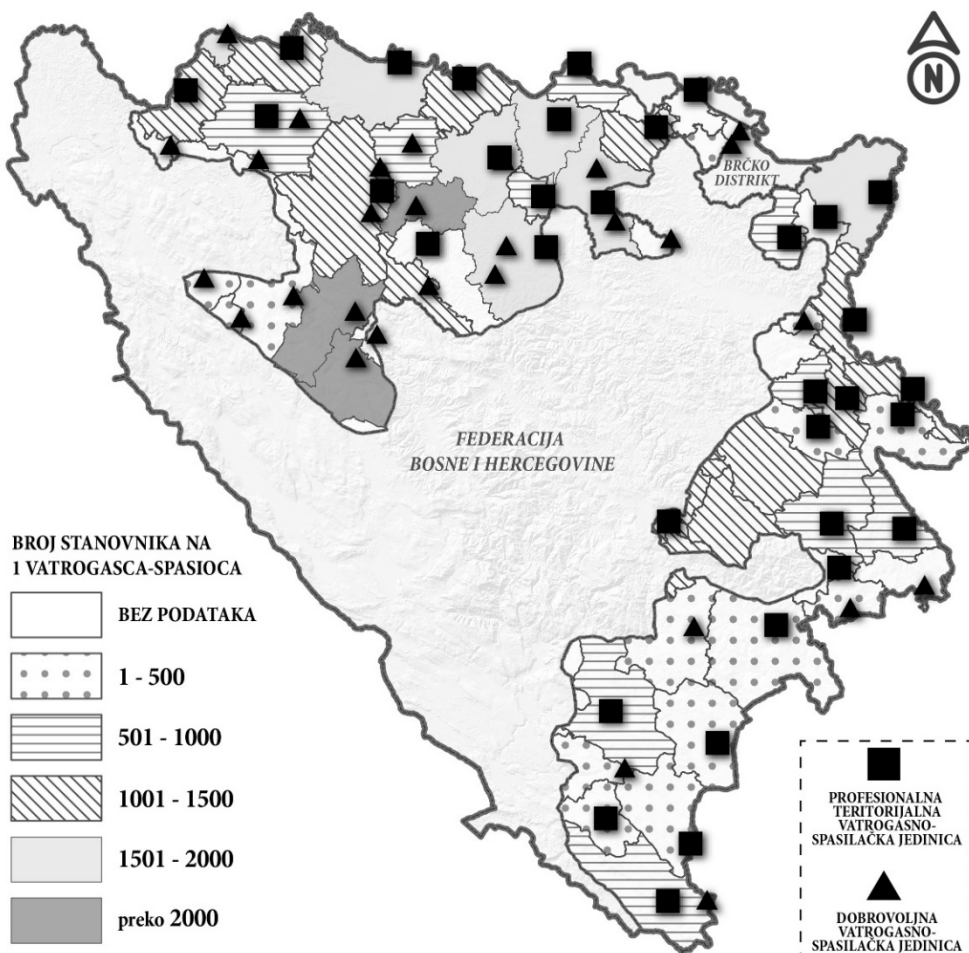 N
BRČKO
DISTRIKT
FEDERACIJA
BOSNE I HERCEGOVINE
BROJ STANOVNIKA NA
1 VATROGASCA-SPASIOCA
BEZ PODATAKA
1 - 500
501 - 1000
1001 - 1500
1501 - 2000
preko 2000
PROFESIONALNA
TERITORIJALNA
VATROGASNO-
SPASILAČKA JEDINICA
DOBROVOLJNA
VATROGASNO-
SPASILAČKA JEDINICA